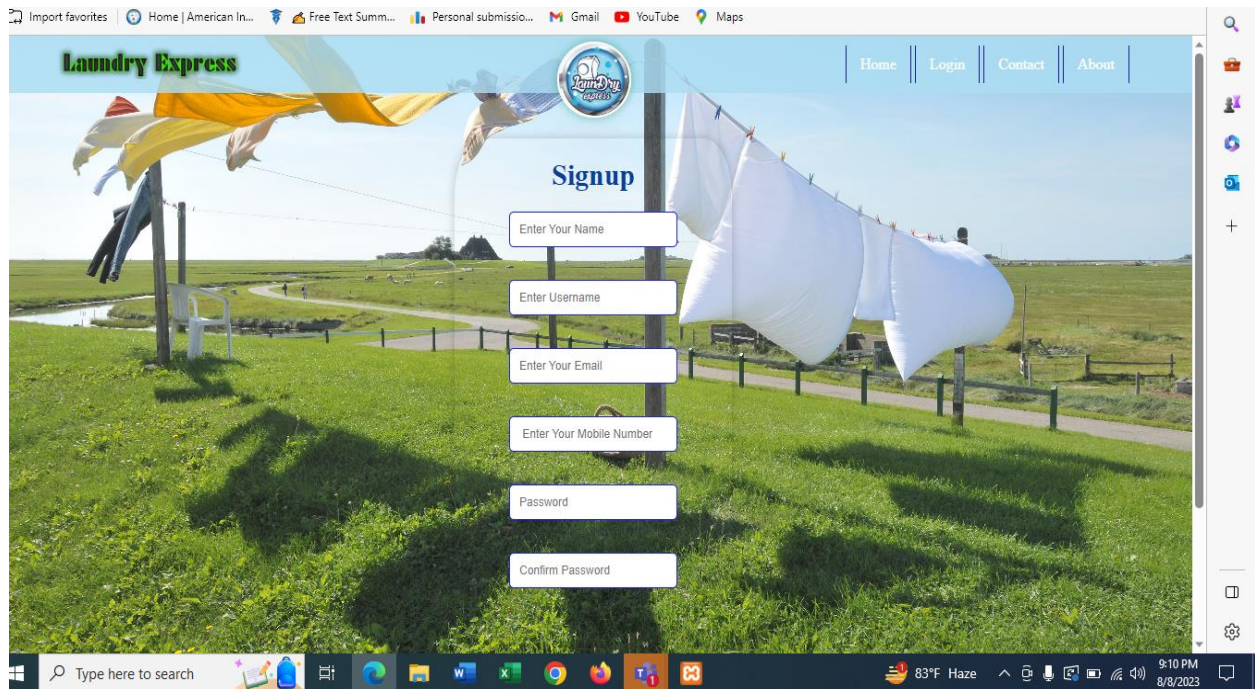 Import favorites Home | American In... Free Text Summ... Personal submissio... Gmail YouTube Maps
Laundry Express
LaunDry
express
Home Login Contact About
Signup
Enter Your Name
Enter Username
Enter Your Email
Enter Your Mobile Number
Password
Confirm Password
Type here to search
83°F Haze
9:10 PM
8/8/2023